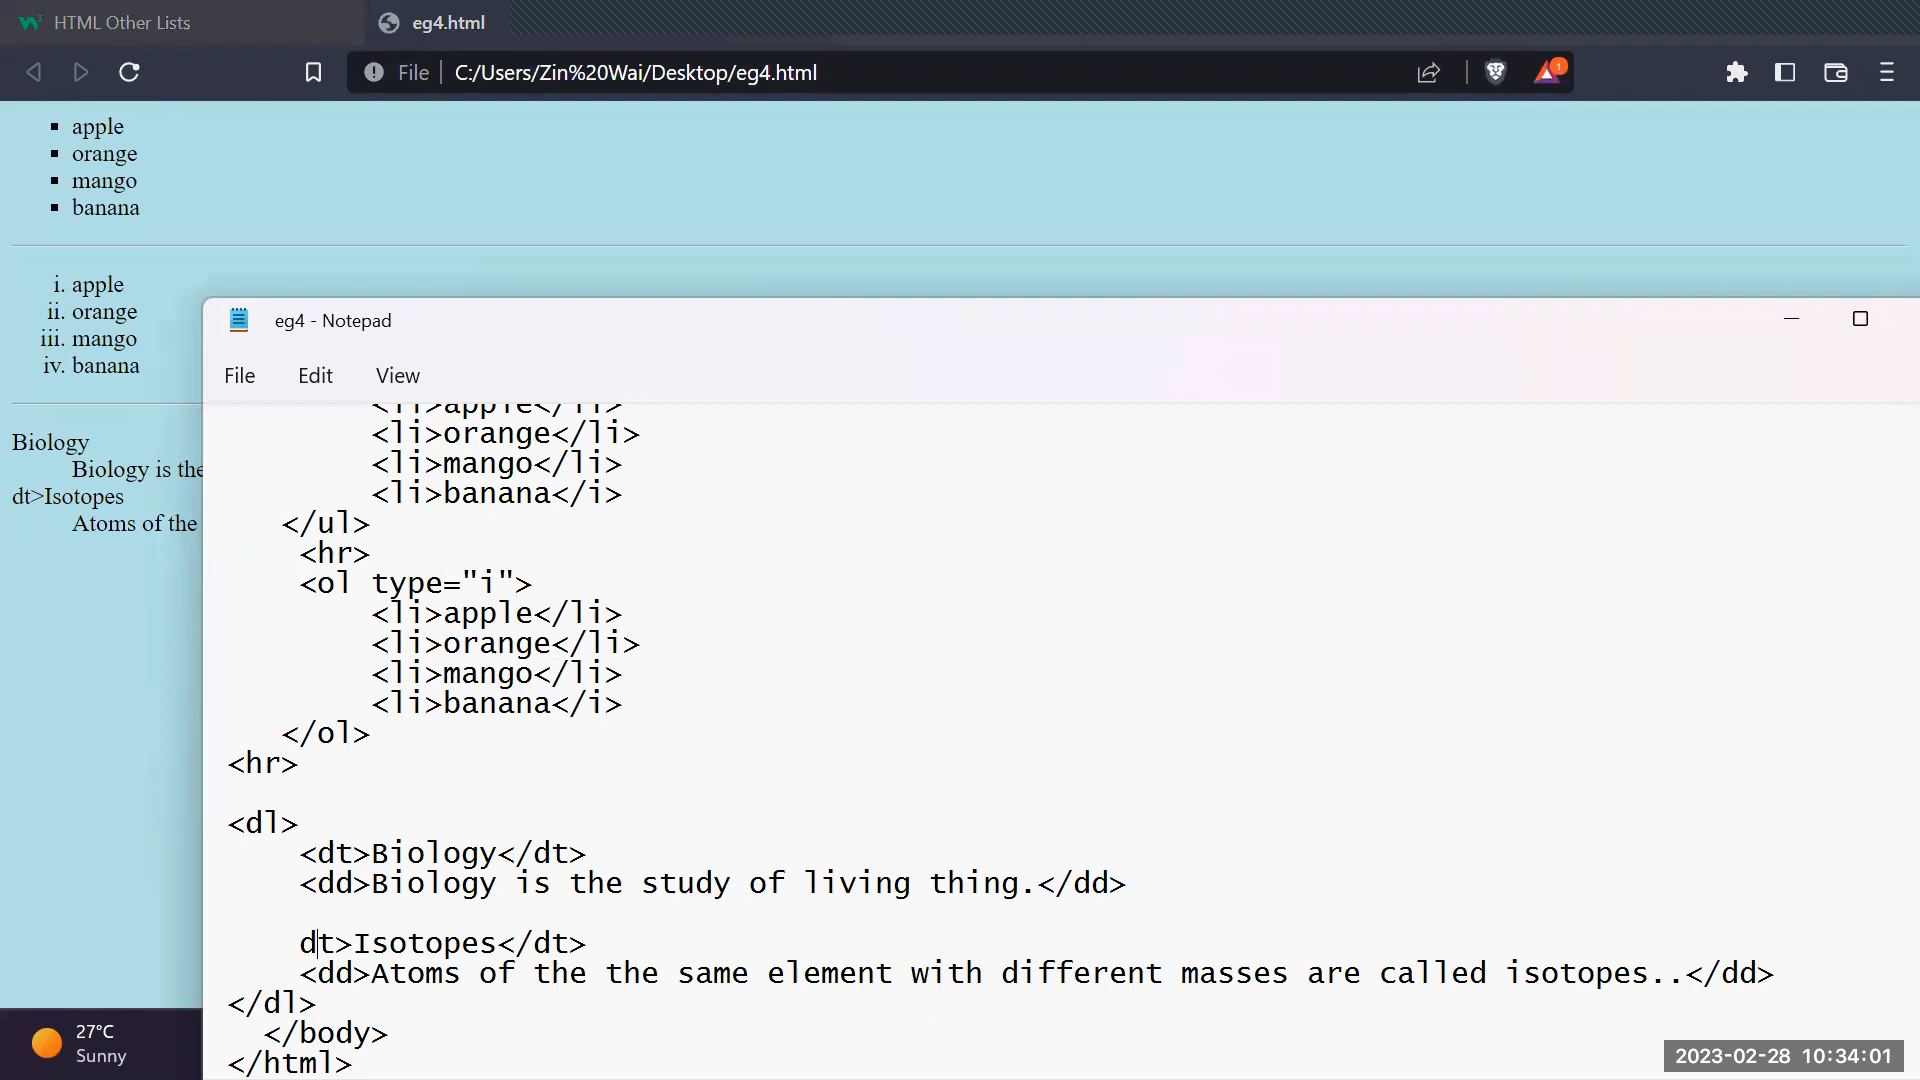 HTML Other Lists
eg4.html
File
C:/Users/Zin%20Wai/Desktop/eg4.html
1
apple
orange
mango
banana
i. apple
ii. orange
iii. mango
iv. banana
Biology
Biology is the
dt>Isotopes
Atoms of the
eg4 - Notepad
File Edit View
<li>apple</li>
<li>orange</li>
<li>mango</li>
<li>banana</i>
</ul>
<hr>
<ol type="i">
<li>apple</li>
<li>orange</li>
<li>mango</li>
<li>banana</i>
</ol>
<hr>
<dl>
<dt>Biology</dt>
<dd>Biology is the study of living thing.</dd>
dt>Isotopes</dt>
<dd>Atoms of the the same element with different masses are called isotopes..</dd>
</dl>
</body>
</html>
27°C
Sunny
2023-02-28 10:34:01